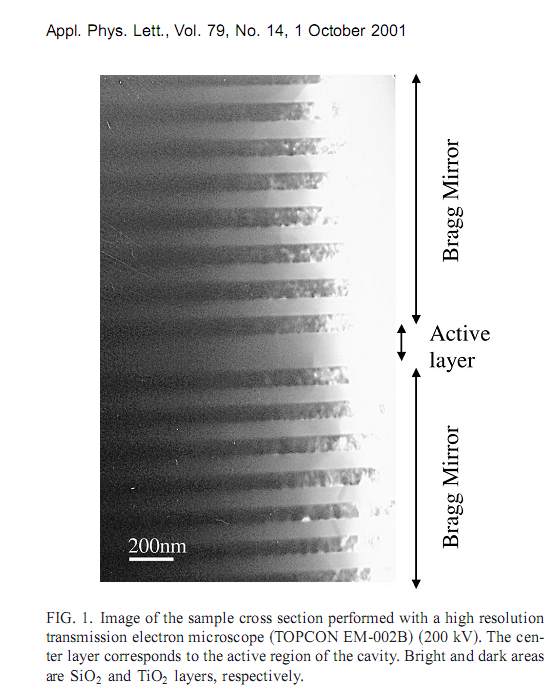 Appl. Phys. Lett., Vol. 79, No. 14, 1 October 2001
Bragg Mirror
Active
layer
Bragg Mirror
200nm
FIG. 1. Image of the sample cross section performed with a high resolution
transmission electron microscope (TOPCON EM-002B) (200 kV). The cen-
ter layer corresponds to the active region of the cavity. Bright and dark areas
are SiO₂ and TiO₂ layers, respectively.